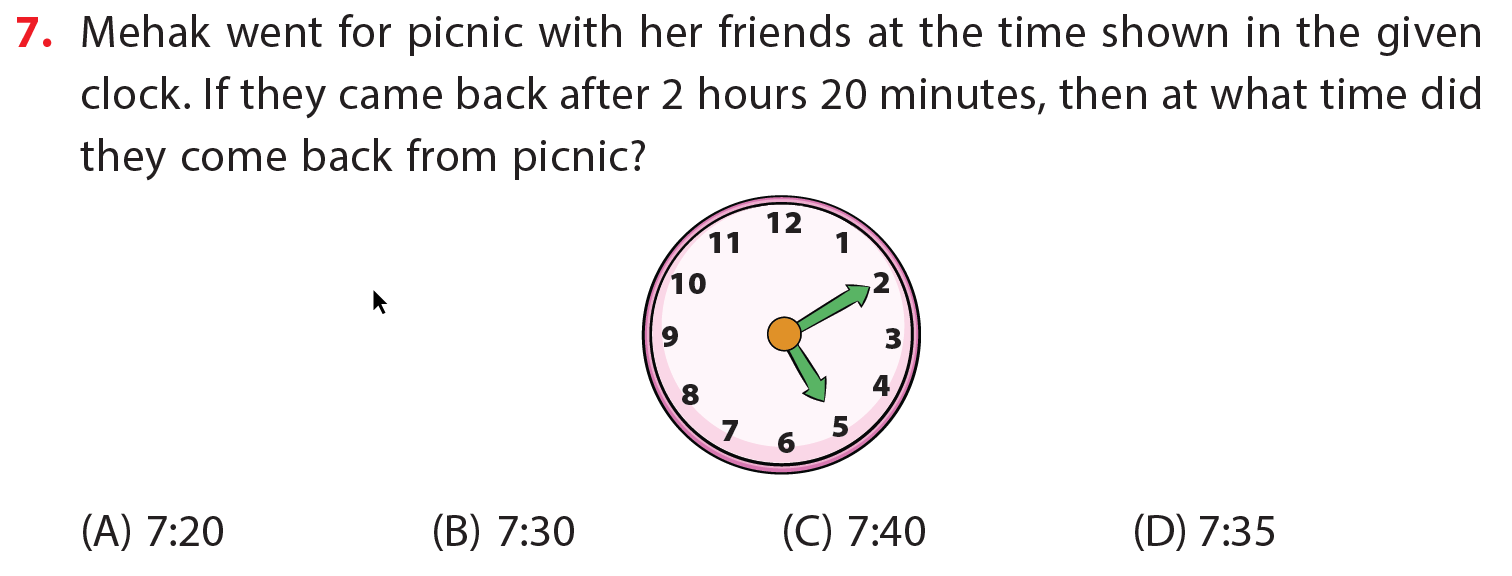 7. Mehak went for picnic with her friends at the time shown in the given
clock. If they came back after 2 hours 20 minutes, then at what time did
they come back from picnic?
12
11 1
10 2
9 3
8 4
7 5
6
(A) 7:20 (B) 7:30 (C) 7:40 (D) 7:35